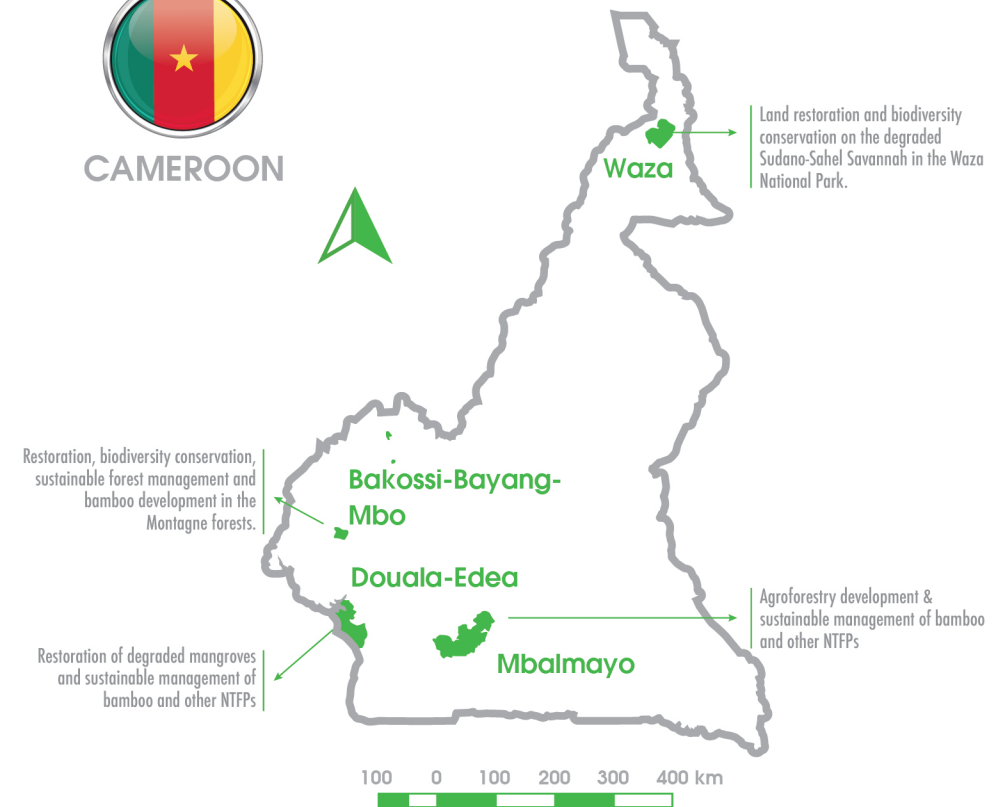 CAMEROON
Land restoration and biodiversity
conservation on the degraded
Sudano-Sahel Savannah in the Waza
National Park.
Waza
Restoration, biodiversity conservation,
sustainable forest management and
bamboo development in the
Montagne forests.
Bakossi-Bayang-
Mbo
Douala-Edea
Agroforestry development &
sustainable management of bamboo
and other NTFPs
Mbalmayo
Restoration of degraded mangroves
and sustainable management of
bamboo and other NTFPs
100 0 100 200 300 400 km